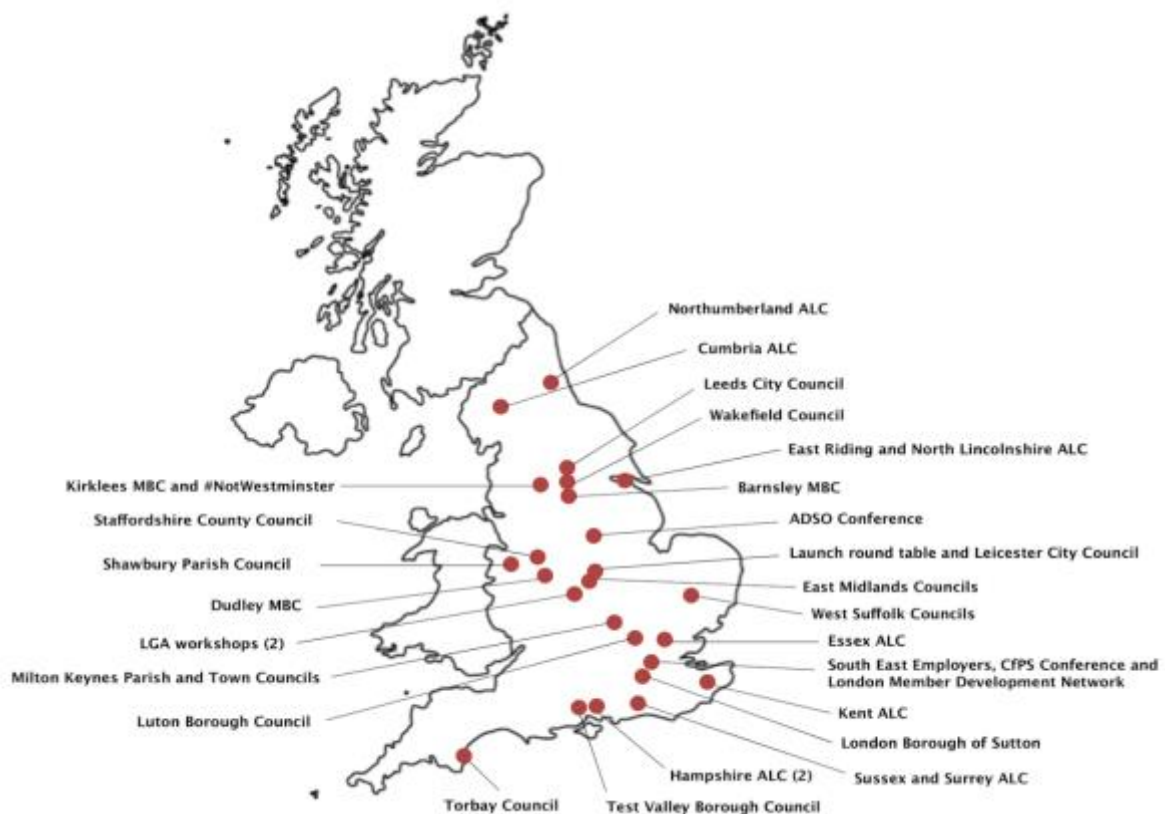 Northumberland ALC
Cumbria ALC
Leeds City Council
Wakefield Council
East Riding and North Lincolnshire ALC
Kirklees MBC and #NotWestminster
Barnsley MBC
Staffordshire County Council
ADSO Conference
Launch round table and Leicester City Council
Shawbury Parish Council
East Midlands Councils
Dudley MBC
West Suffolk Councils
LGA workshops (2)
Essex ALC
South East Employers, CfPS Conference and
London Member Development Network
Milton Keynes Parish and Town Councils
Kent ALC
Luton Borough Council
London Borough of Sutton
Hampshire ALC (2)
Sussex and Surrey ALC
Torbay Council
Test Valley Borough Council